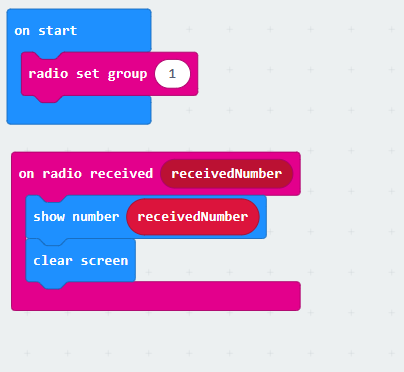 on start
radio set group 1
on radio received receivedNumber
show number receivedNumber
clear screen